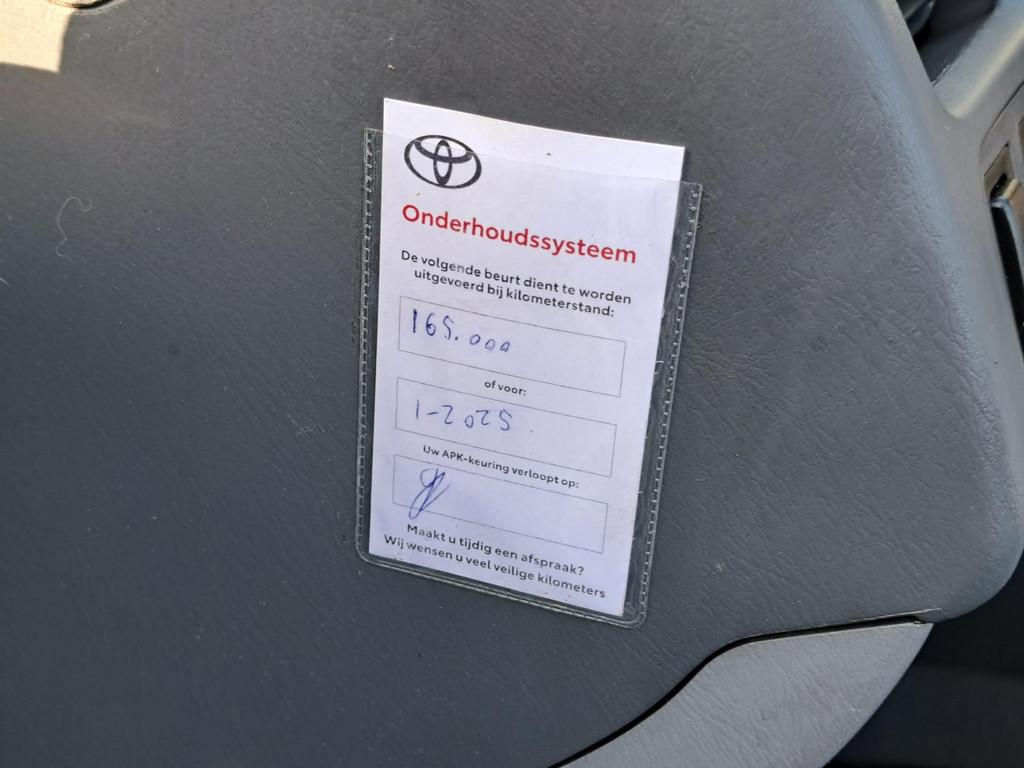 Onderhoudssysteem
De volgende beurt dient te worden
uitgevoerd bij kilometerstand:
165.000
of voor:
1-2025
Uw APK-keuring verloopt op:
Maakt u tijdig een afspraak?
Wij wensen u veel veilige kilometers